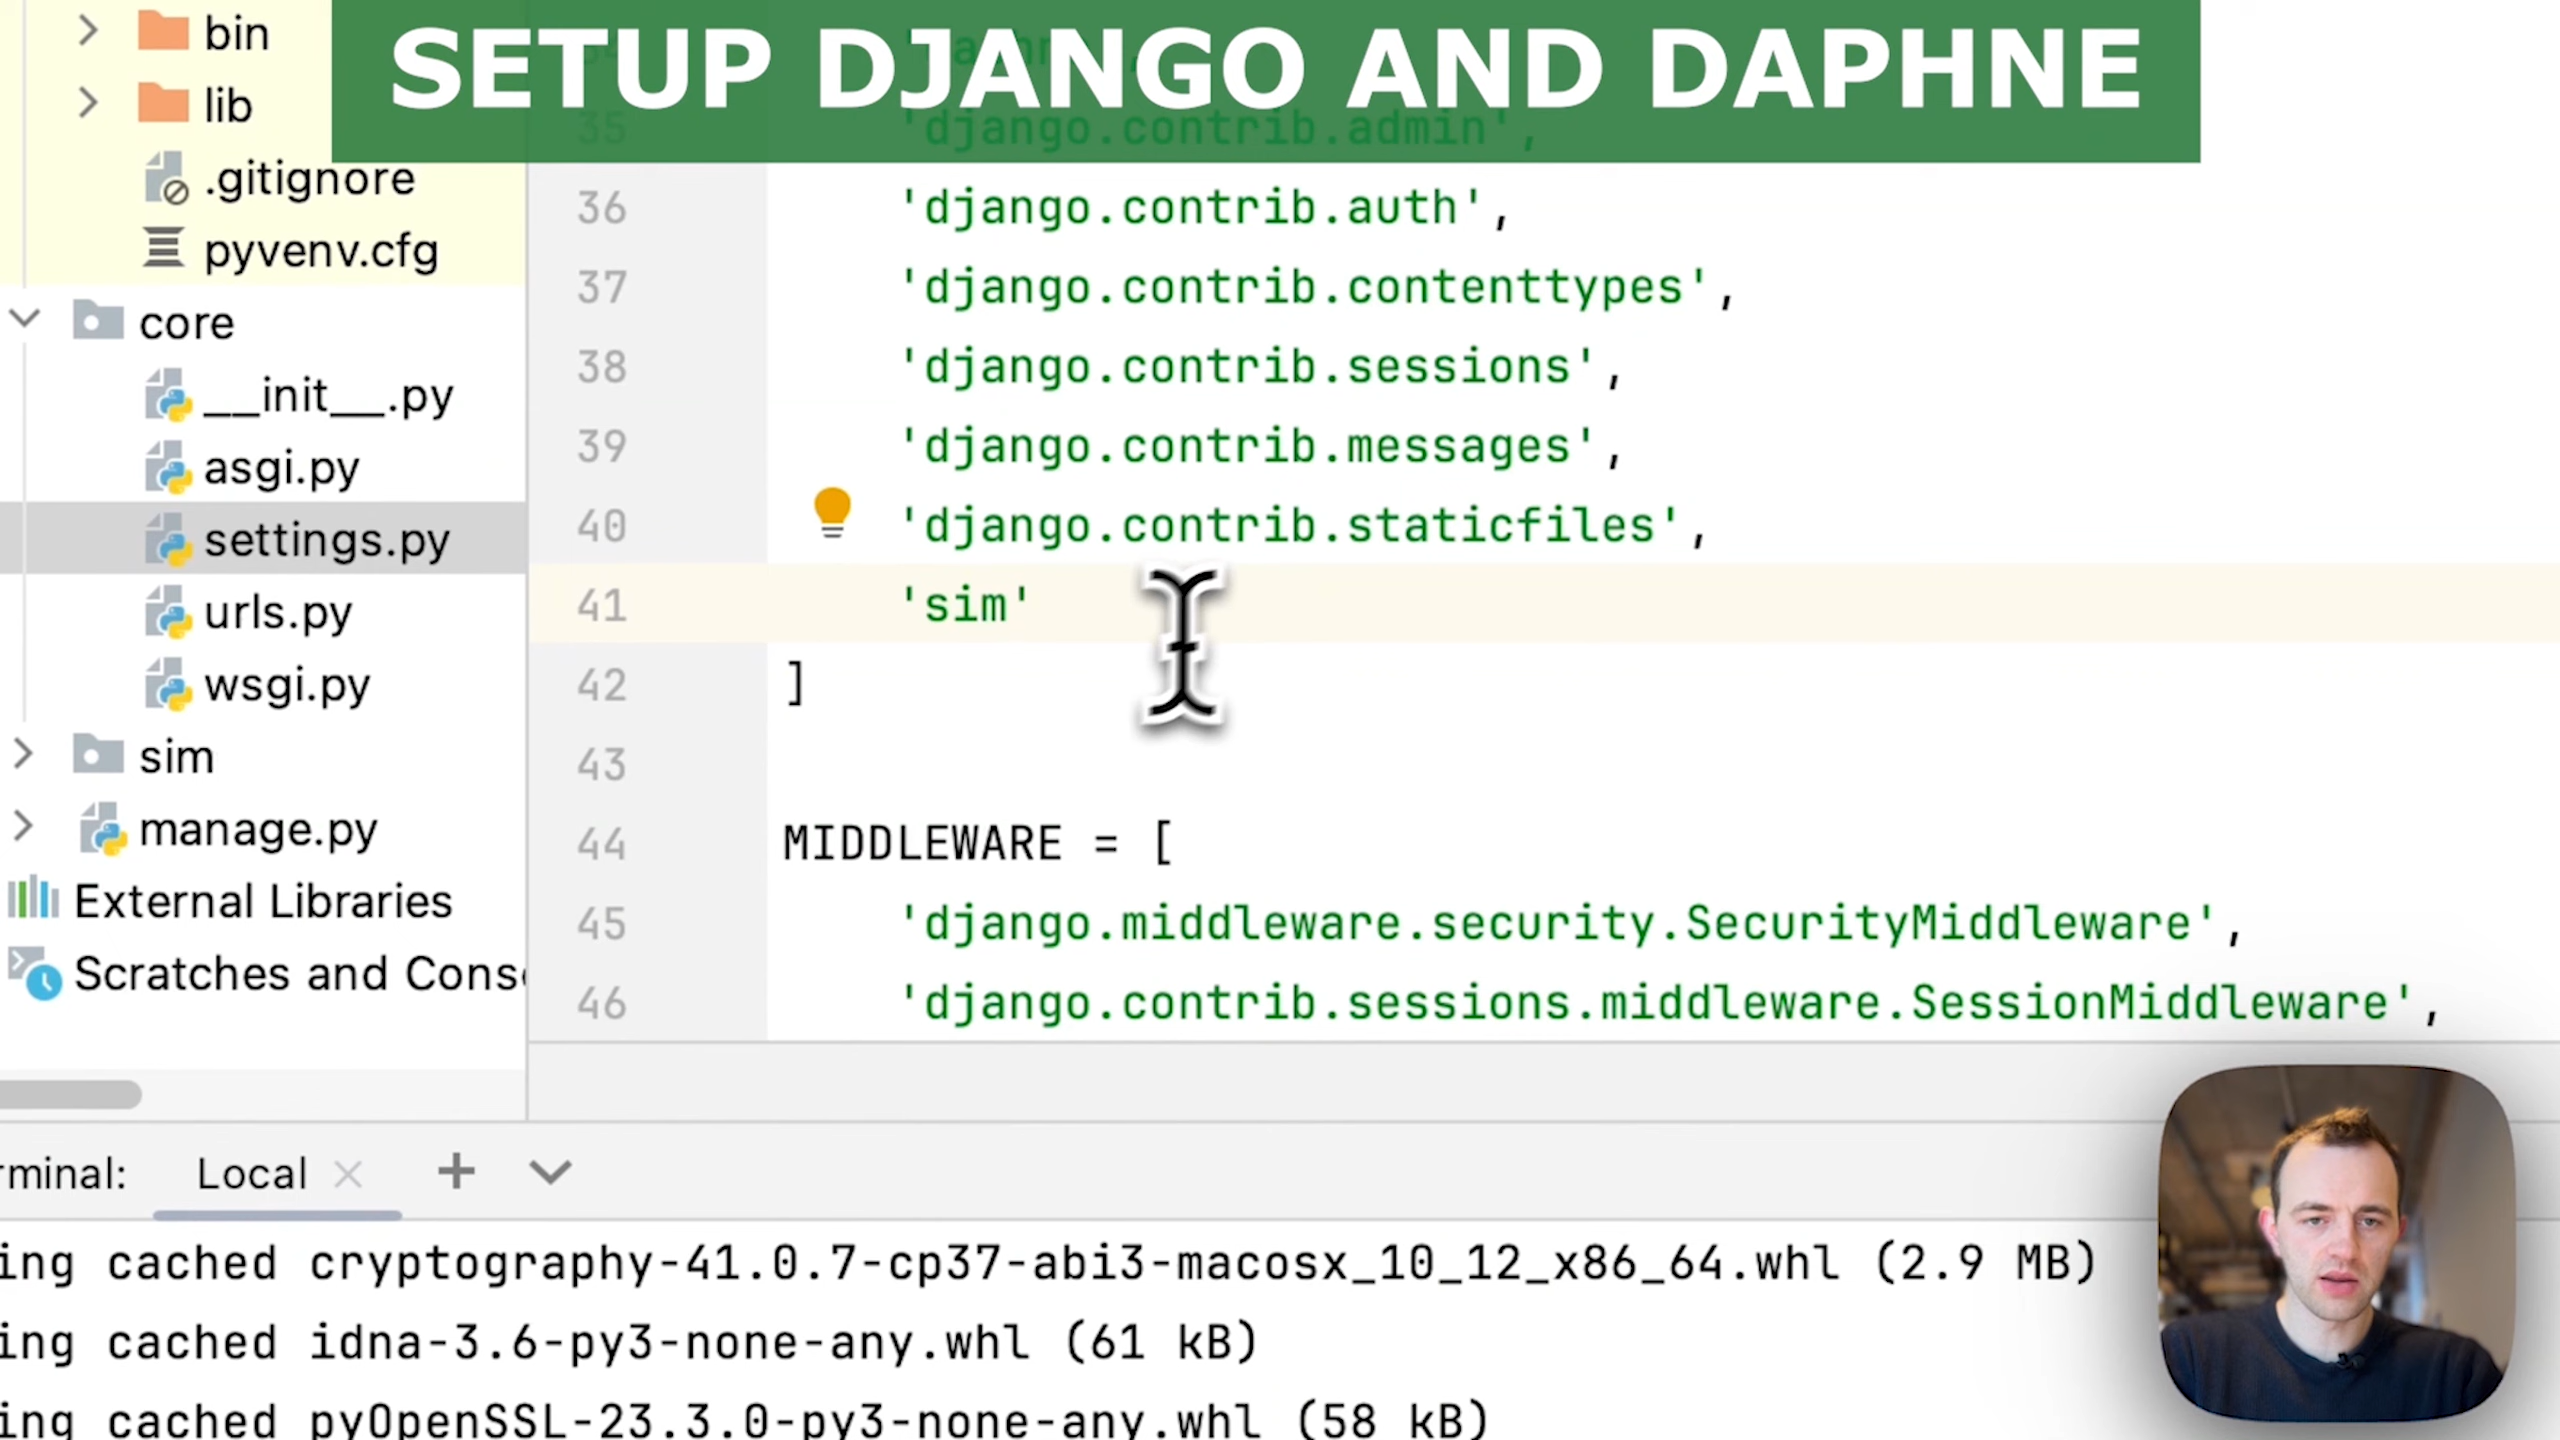 SETUP DJANGO AND DAPHNE
bin
lib
.gitignore
pyvenv.cfg
core
__init__.py
asgi.py
settings.py
urls.py
wsgi.py
sim
manage.py
External Libraries
Scratches and Conso
35 'django.contrib.admin',
36 'django.contrib.auth',
37 'django.contrib.contenttypes',
38 'django.contrib.sessions',
39 'django.contrib.messages',
40 'django.contrib.staticfiles',
41 'sim'
42 ]
43
44 MIDDLEWARE = [
45 'django.middleware.security.SecurityMiddleware',
46 'django.contrib.sessions.middleware.SessionMiddleware',
rminal: Local
ing cached cryptography-41.0.7-cp37-abi3-macosx_10_12_x86_64.whl (2.9 MB)
ing cached idna-3.6-py3-none-any.whl (61 kB)
ing cached pyOpenSSL-23.3.0-py3-none-any.whl (58 kB)